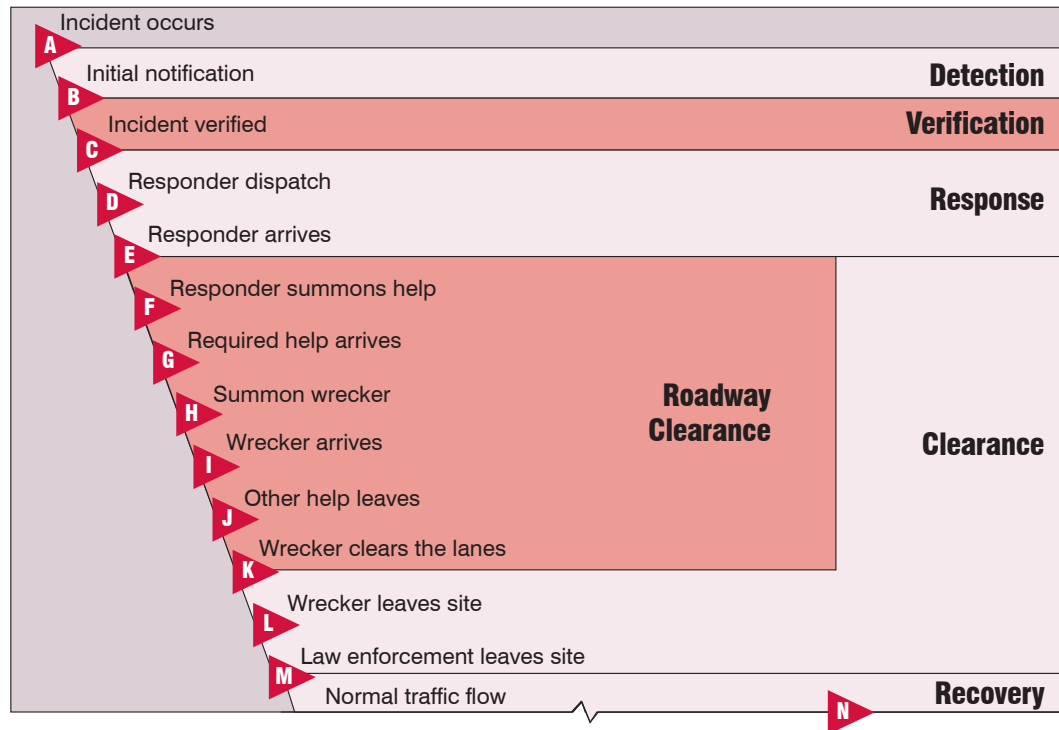 Incident occurs
A
Initial notification
Detection
B
Incident verified
Verification
C
Responder dispatch
Response
D
Responder arrives
E
Responder summons help
F
Required help arrives
G
Summon wrecker
Roadway
Clearance
H
Wrecker arrives
Clearance
I
Other help leaves
J
Wrecker clears the lanes
K
Wrecker leaves site
L
Law enforcement leaves site
M
Normal traffic flow
Recovery
N